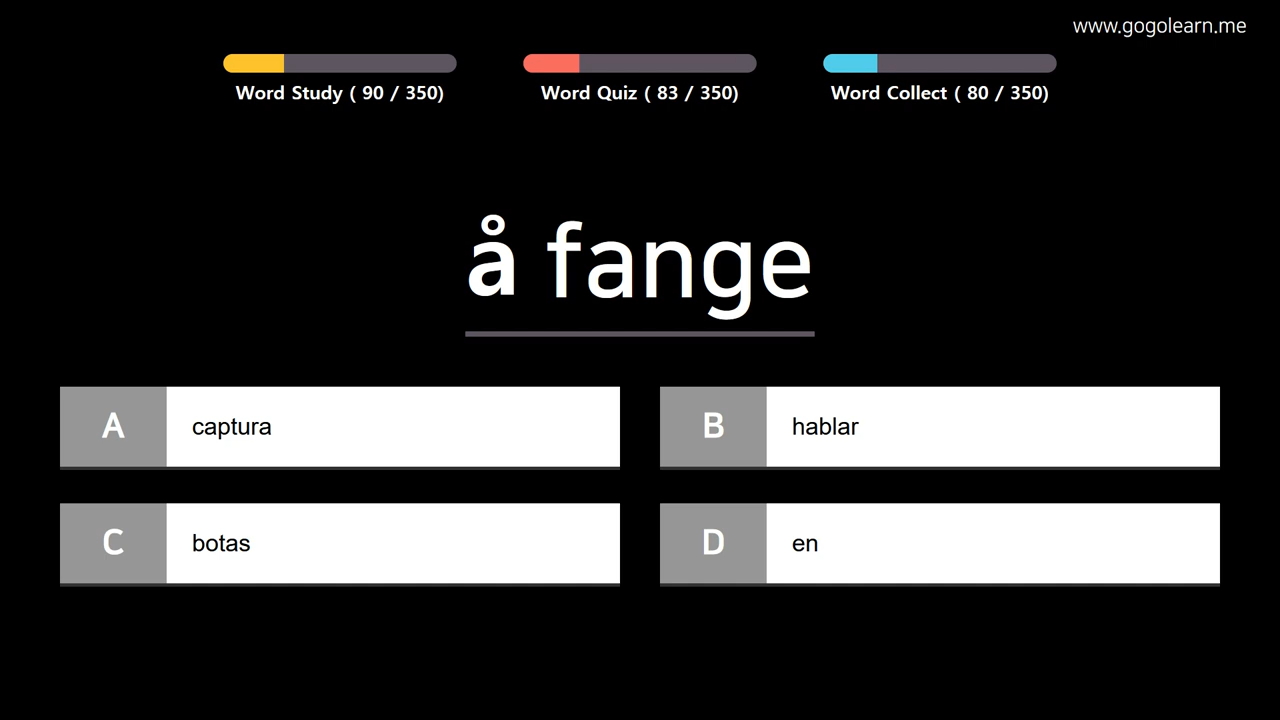 www.gogolearn.me
Word Study ( 90 / 350)
Word Quiz ( 83 / 350)
Word Collect ( 80 / 350)
å fange
A captura
B hablar
C botas
D en